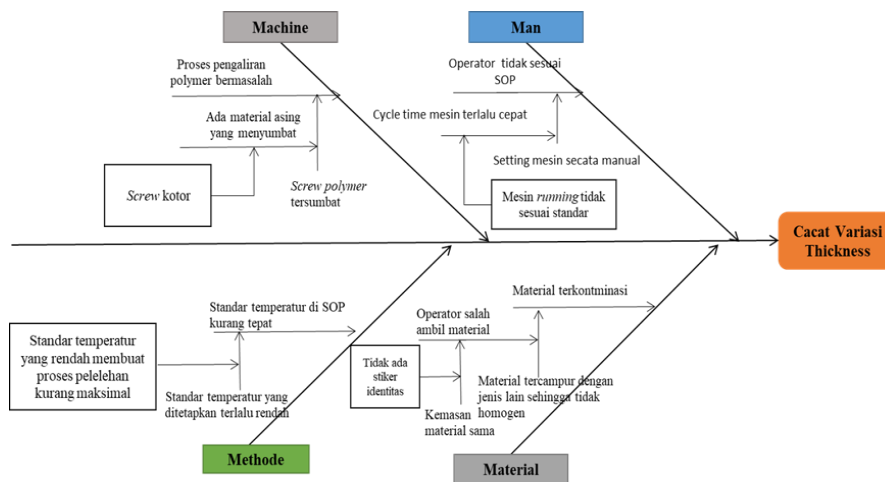 Machine
Man
Proses pengaliran
polymer bermasalah
Operator tidak sesuai
SOP
Ada material asing
yang menyumbat
Cycle time mesin terlalu cepat
Setting mesin secata manual
Screw kotor
Screw polymer
tersumbat
Mesin running tidak
sesuai standar
Cacat Variasi
Thickness
Standar temperatur di SOP
kurang tepat
Operator salah
ambil material
Material terkontminasi
Standar temperatur
yang rendah membuat
proses pelelehan
kurang maksimal
Tidak ada
stiker
identitas
Standar temperatur yang
ditetapkan terlalu rendah
Material tercampur dengan
jenis lain sehingga tidak
homogen
Kemasan
material sama
Methode
Material